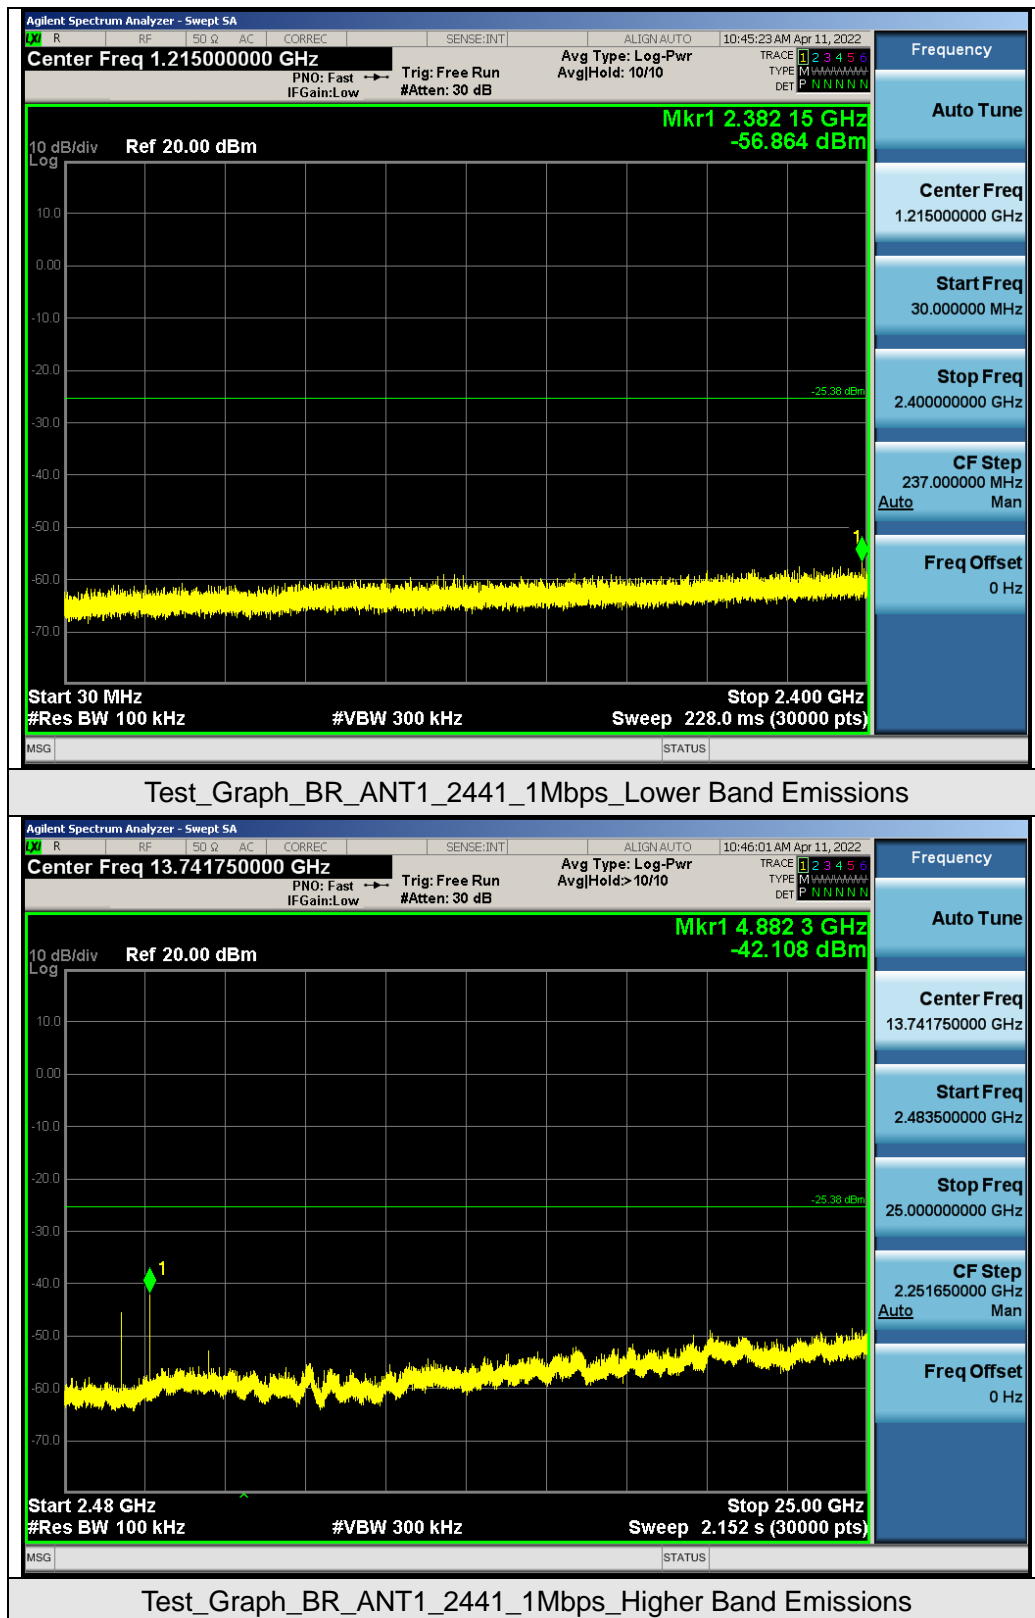 Agilent Spectrum Analyzer - Swept SA
LXI R RF 50 Ω AC CORREC SENSE:INT ALIGN AUTO 10:45:23 AM Apr 11, 2022
Center Freq 1.215000000 GHz
PNO: Fast
IFGain:Low
Trig: Free Run
#Atten: 30 dB
Avg Type: Log-Pwr
Avg|Hold: 10/10
TRACE 1 2 3 4 5 6
TYPE M WWWWW
DET P N N N N N
Mkr1 2.382 15 GHz
-56.864 dBm
10 dB/div Ref 20.00 dBm
Log
10.0
0.00
-10.0
-20.0
-25.38 dBm
-30.0
-40.0
-50.0
1
-60.0
-70.0
Start 30 MHz Stop 2.400 GHz
#Res BW 100 kHz #VBW 300 kHz Sweep 228.0 ms (30000 pts)
MSG STATUS
Frequency
Auto Tune
Center Freq
1.215000000 GHz
Start Freq
30.000000 MHz
Stop Freq
2.400000000 GHz
CF Step
237.000000 MHz
Auto Man
Freq Offset
0 Hz
Test_Graph_BR_ANT1_2441_1Mbps_Lower Band Emissions
Agilent Spectrum Analyzer - Swept SA
LXI R RF 50 Ω AC CORREC SENSE:INT ALIGN AUTO 10:46:01 AM Apr 11, 2022
Center Freq 13.741750000 GHz
PNO: Fast
IFGain:Low
Trig: Free Run
#Atten: 30 dB
Avg Type: Log-Pwr
Avg|Hold:>10/10
TRACE 1 2 3 4 5 6
TYPE M WWWWW
DET P N N N N N
Mkr1 4.882 3 GHz
-42.108 dBm
10 dB/div Ref 20.00 dBm
Log
10.0
0.00
-10.0
-20.0
-25.38 dBm
-30.0
1
-40.0
-50.0
-60.0
-70.0
Start 2.48 GHz Stop 25.00 GHz
#Res BW 100 kHz #VBW 300 kHz Sweep 2.152 s (30000 pts)
MSG STATUS
Frequency
Auto Tune
Center Freq
13.741750000 GHz
Start Freq
2.483500000 GHz
Stop Freq
25.000000000 GHz
CF Step
2.251650000 GHz
Auto Man
Freq Offset
0 Hz
Test_Graph_BR_ANT1_2441_1Mbps_Higher Band Emissions